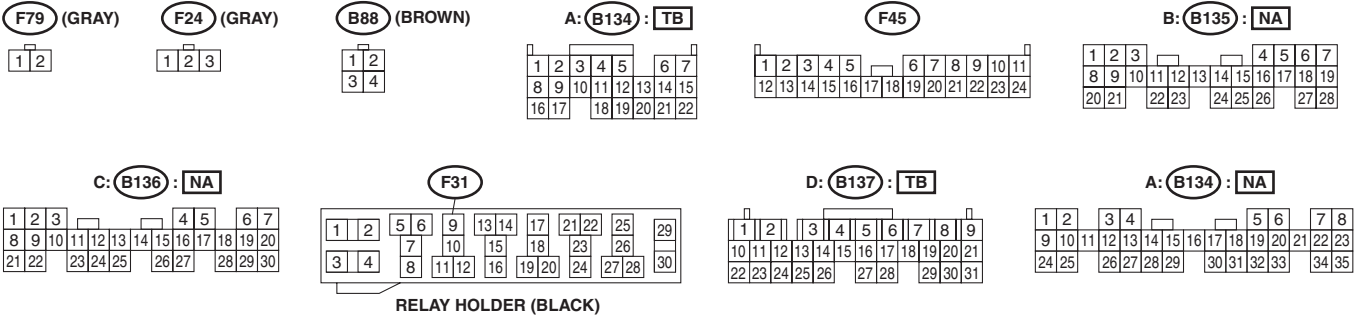 F79 (GRAY)
F24 (GRAY)
B88 (BROWN)
A: B134 : TB
F45
B: B135 : NA
1 2
1 2 3
1 2
3 4
1 2 3 4 5 6 7
8 9 10 11 12 13 14 15
16 17 18 19 20 21 22
1 2 3 4 5 6 7 8 9 10 11
12 13 14 15 16 17 18 19 20 21 22 23 24
1 2 3 4 5 6 7
8 9 10 11 12 13 14 15 16 17 18 19
20 21 22 23 24 25 26 27 28
C: B136 : NA
F31
D: B137 : TB
A: B134 : NA
1 2 3 4 5 6 7
8 9 10 11 12 13 14 15 16 17 18 19 20
21 22 23 24 25 26 27 28 29 30
1 2 5 6 9 13 14 17 21 22 25 29
7 10 15 18 23 26
3 4 8 11 12 16 19 20 24 27 28 30
RELAY HOLDER (BLACK)
1 2 3 4 5 6 7 8 9
10 11 12 13 14 15 16 17 18 19 20 21
22 23 24 25 26 27 28 29 30 31
1 2 3 4 5 6 7 8
9 10 11 12 13 14 15 16 17 18 19 20 21 22 23
24 25 26 27 28 29 30 31 32 33 34 35